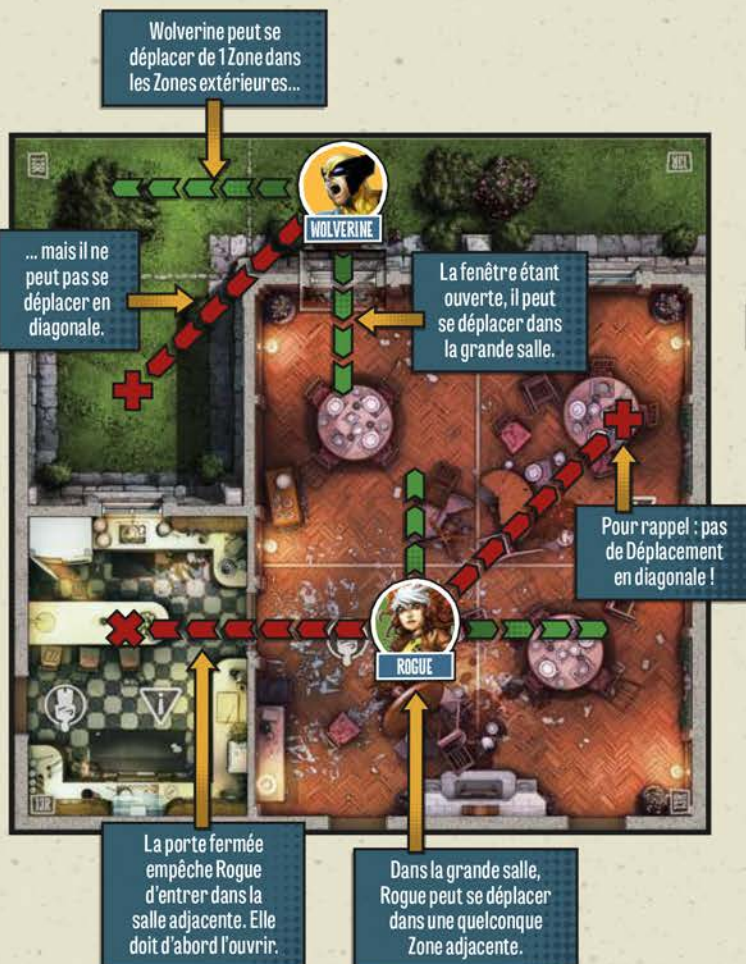 Wolverine peut se
déplacer de 1 Zone dans
les Zones extérieures...
WOLVERINE
... mais il ne
peut pas se
déplacer en
diagonale.
La fenêtre étant
ouverte, il peut
se déplacer dans
la grande salle.
Pour rappel : pas
de Déplacement
en diagonale !
ROGUE
La porte fermée
empêche Rogue
d'entrer dans la
salle adjacente. Elle
doit d'abord l'ouvrir.
Dans la grande salle,
Rogue peut se déplacer
dans une quelconque
Zone adjacente.
13R
13R